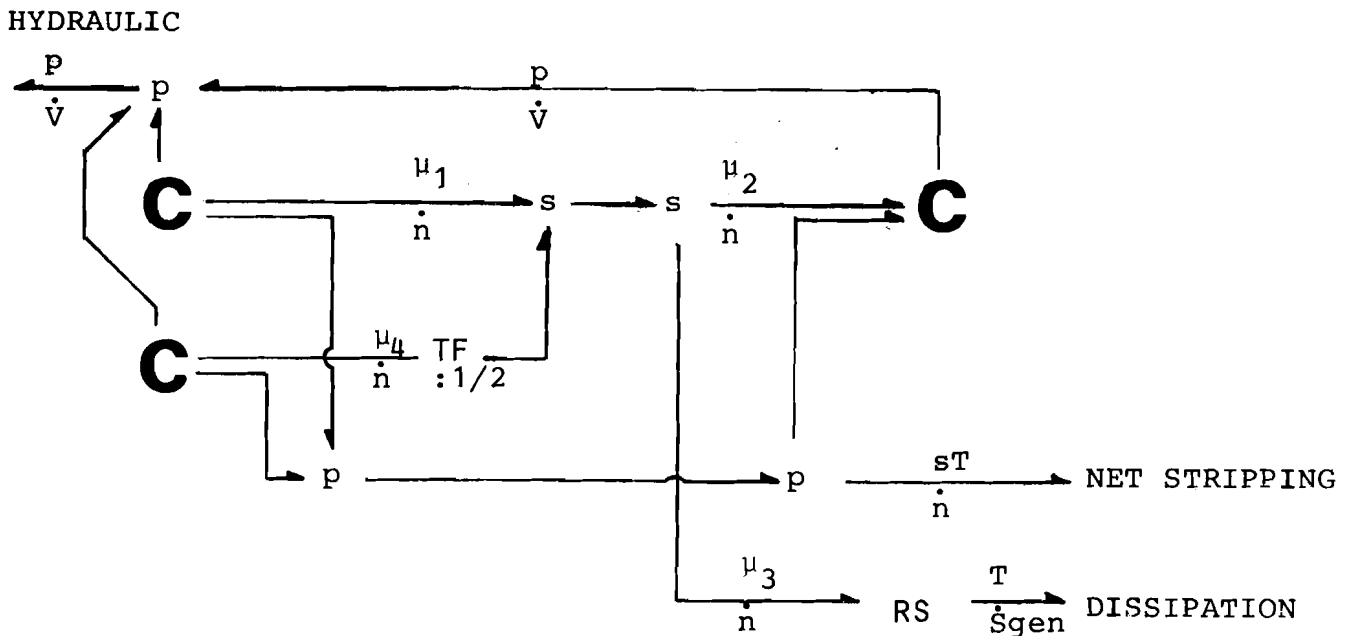 HYDRAULIC
p p p
V̇ V̇
C μ1 s s μ2 C
ṅ ṅ
C μ4 TF
ṅ :1/2
p p sT NET STRIPPING
ṅ
μ3 RS T DISSIPATION
ṅ Ṡgen